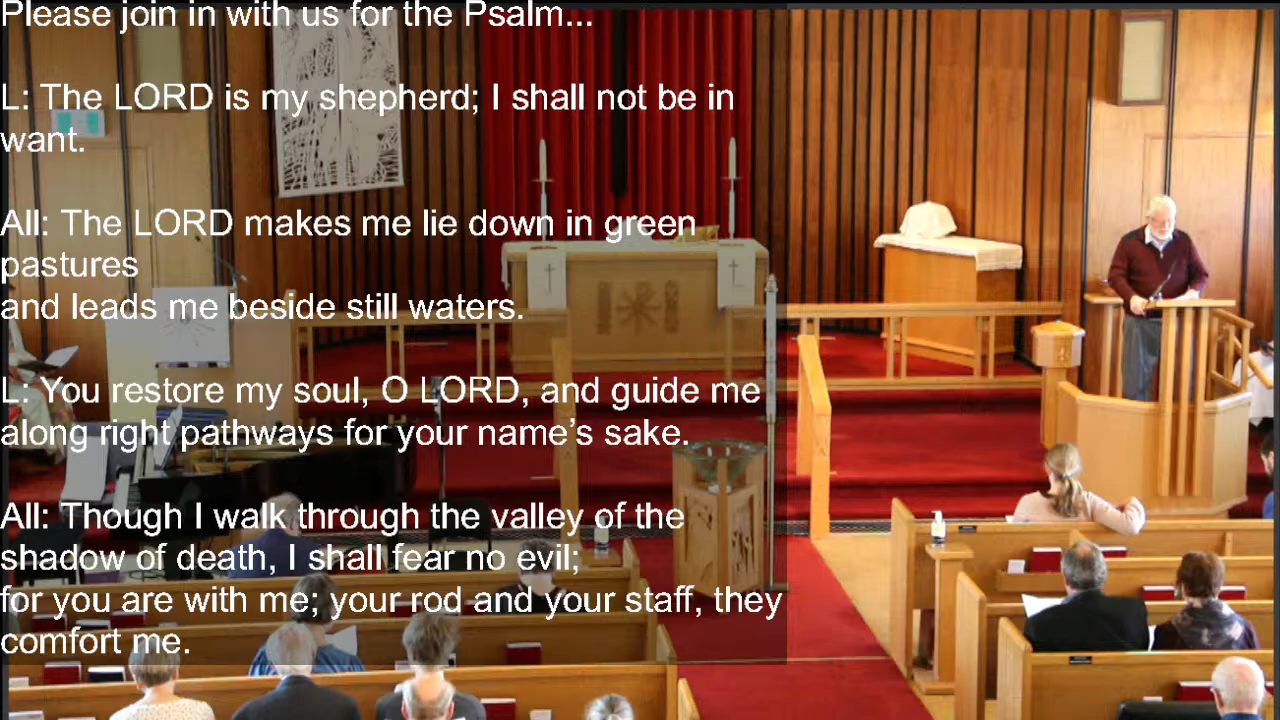 Please join in with us for the Psalm...
L: The LORD is my shepherd; I shall not be in
want.
All: The LORD makes me lie down in green
pastures
and leads me beside still waters.
L: You restore my soul, O LORD, and guide me
along right pathways for your name’s sake.
All: Though I walk through the valley of the
shadow of death, I shall fear no evil;
for you are with me; your rod and your staff, they
comfort me.